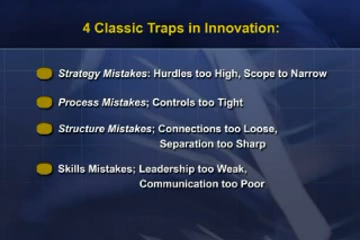 4 Classic Traps in Innovation:
Strategy Mistakes: Hurdles too High, Scope to Narrow
Process Mistakes; Controls too Tight
Structure Mistakes; Connections too Loose,
Separation too Sharp
Skills Mistakes; Leadership too Weak,
Communication too Poor